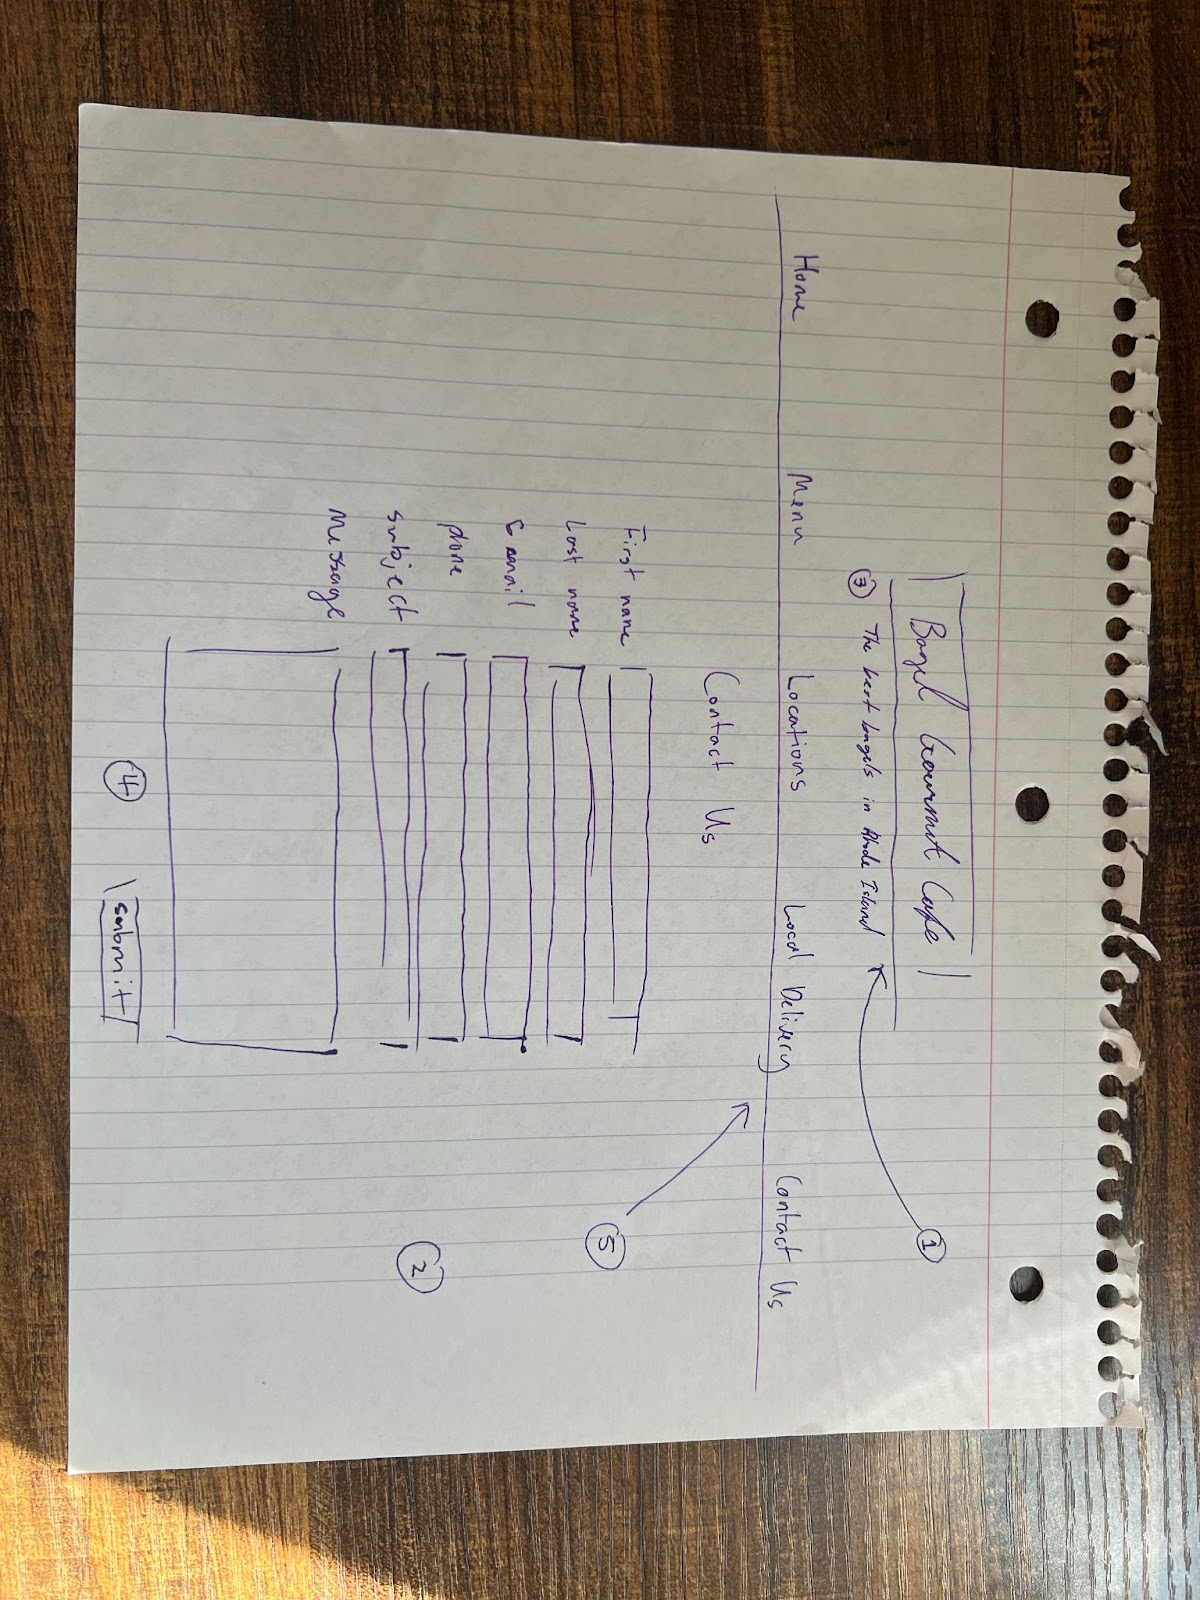 Bagel Gourmet Cafe
1
3 The best bagels in Rhode Island
Home Menu Locations Local Delivery Contact Us
Contact Us
First name
5
Last name
email
phone
2
subject
Message
4
submit